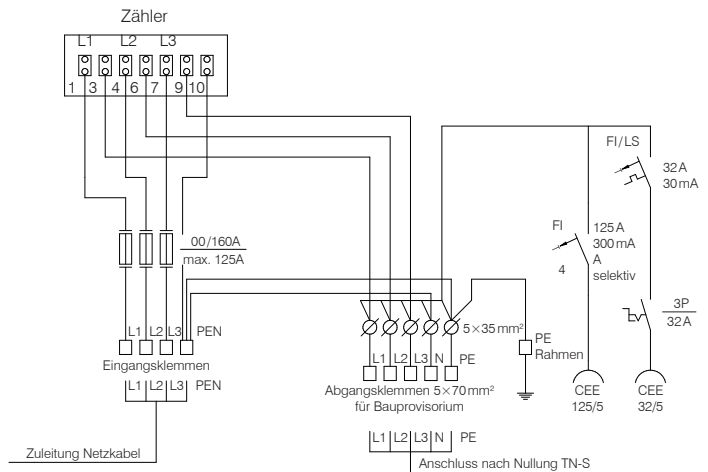 Zähler
L1 L2 L3
1 3 4 6 7 9 10
FI/LS
32 A
30 mA
FI
125 A
300 mA
A
selektiv
4
00/160A
max. 125A
3P
32 A
5×35 mm²
L1 L2 L3 PEN
Eingangsklemmen
L1 L2 L3 PEN
L1 L2 L3 N PE
Abgangsklemmen 5×70 mm²
für Bauprovisorium
PE
Rahmen
CEE
125/5
CEE
32/5
L1 L2 L3 N PE
Zuleitung Netzkabel
Anschluss nach Nullung TN-S